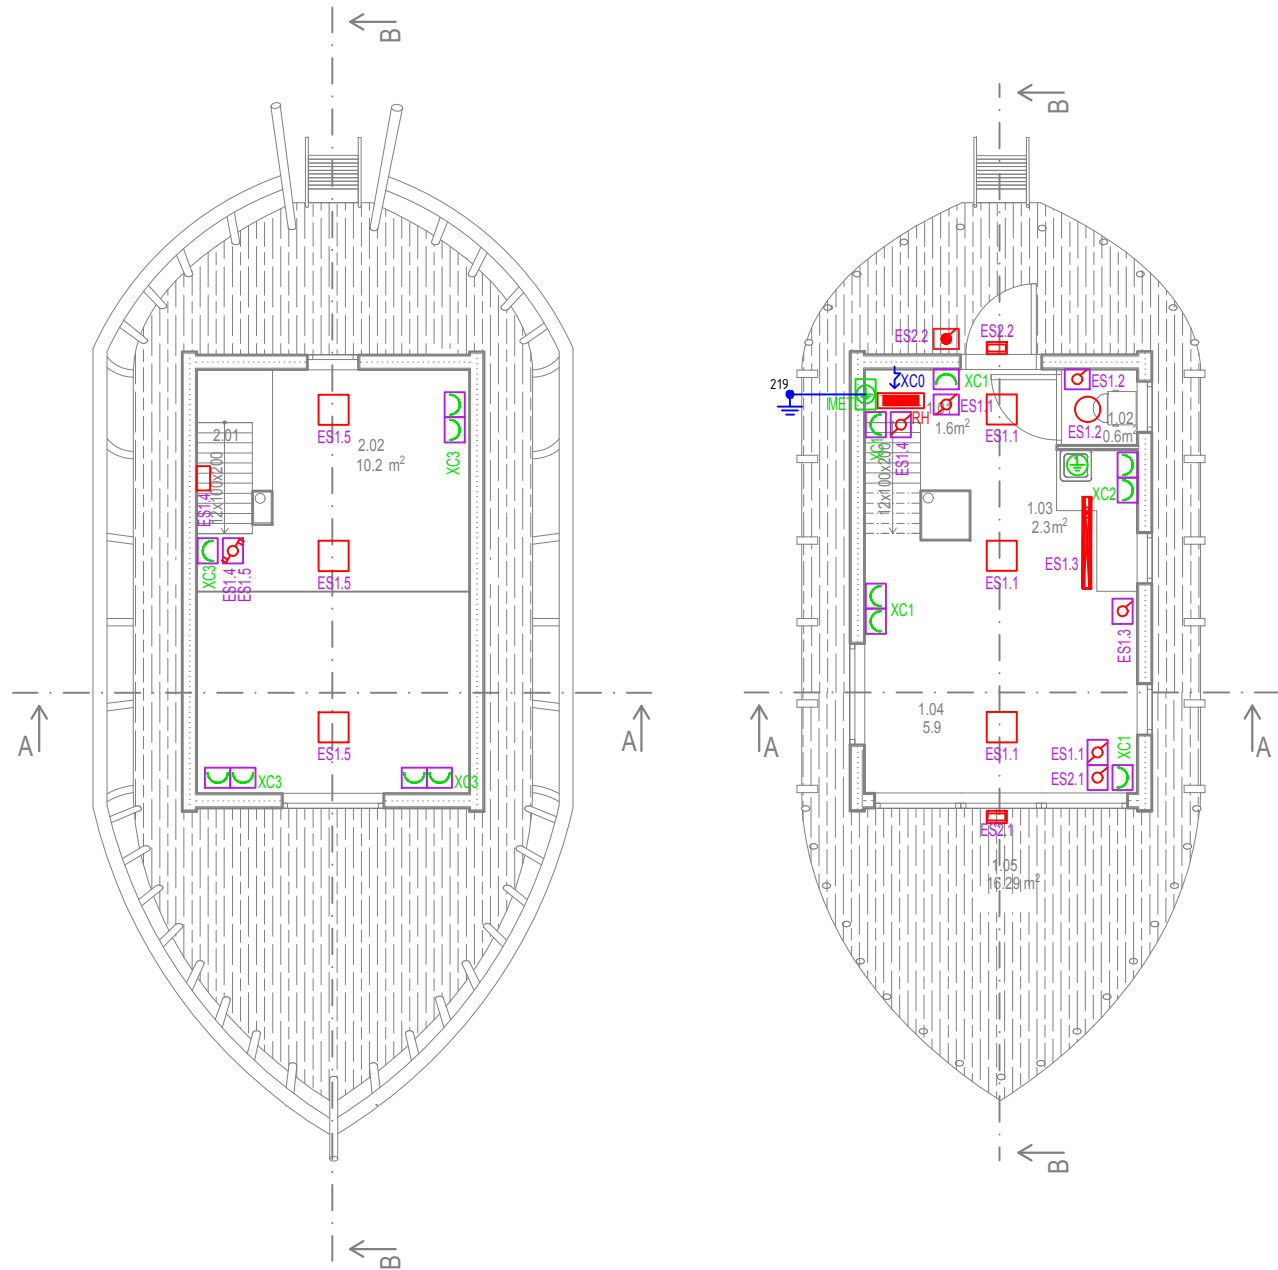 B
A
A
B
2.01
2.02
10.2 m²
12x100x200
ES1.5
ES1.5
ES1.5
XC3
ES1.4
XC3
ES1.4
ES1.5
XC3
XC3
B
A
A
B
ES2.2
ES2.2
219
XC0
XC1
ES1.2
MET
RH
ES1.1
1.6m²
ES1.1
ES1.2
1.02
0.6m²
ES1.4
12x100x200
XC2
1.03
2.3m²
ES1.3
ES1.1
XC1
ES1.3
1.04
5.9
ES1.1
ES1.1
XC1
ES2.1
ES2.1
1.05
16.29 m²